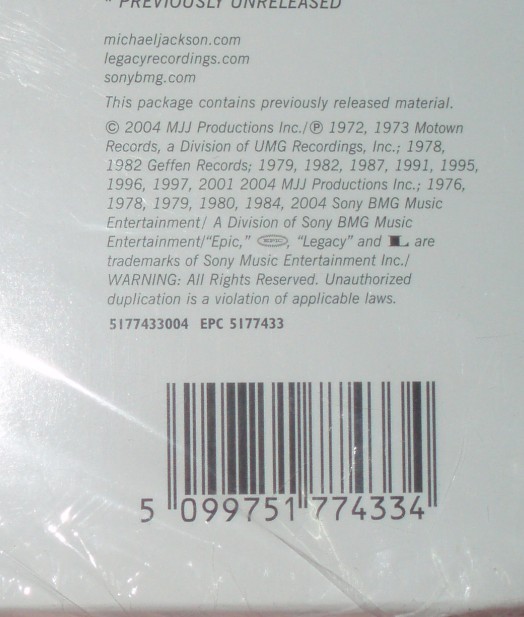 * PREVIOUSLY UNRELEASED
michaeljackson.com
legacyrecordings.com
sonybmg.com
This package contains previously released material.
© 2004 MJJ Productions Inc./℗ 1972, 1973 Motown
Records, a Division of UMG Recordings, Inc.; 1978,
1982 Geffen Records; 1979, 1982, 1987, 1991, 1995,
1996, 1997, 2001 2004 MJJ Productions Inc.; 1976,
1978, 1979, 1980, 1984, 2004 Sony BMG Music
Entertainment/ A Division of Sony BMG Music
Entertainment/“Epic,” , “Legacy” and L are
trademarks of Sony Music Entertainment Inc./
WARNING: All Rights Reserved. Unauthorized
duplication is a violation of applicable laws.
5177433004 EPC 5177433
5 099751 774334